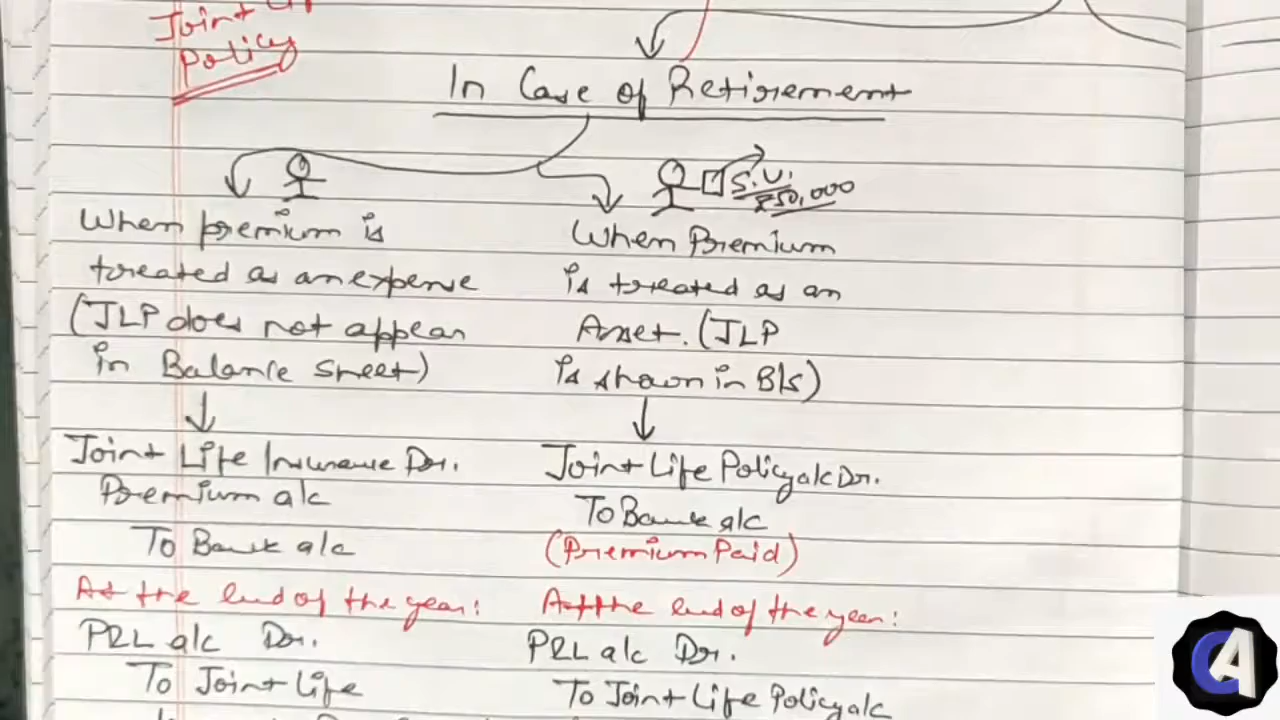 Joint Life
Policy
In Case of Retirement
When premium is
treated as an expense
(JLP does not appear
in Balance Sheet)
Joint Life Insurance Dr.
Premium a/c
To Bank a/c
At the end of the year:
P&L a/c Dr.
To Joint Life
S.V.
₹50,000
When Premium
is treated as an
Asset. (JLP
is shown in B/s)
Joint Life Policy a/c Dr.
To Bank a/c
(Premium Paid)
At the end of the year:
P&L a/c Dr.
To Joint Life Policy a/c
CA